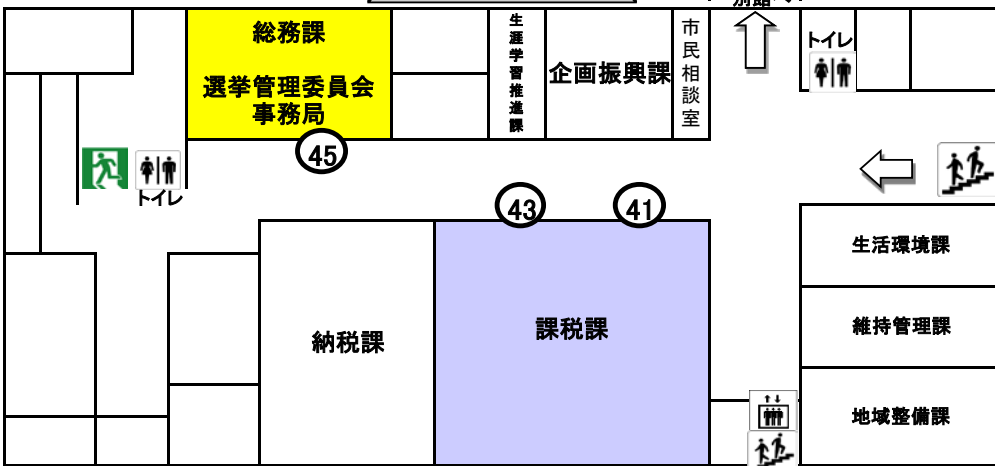 別館へ
総務課
選挙管理委員会
事務局
45
生涯学習推進課
企画振興課
市民相談室
トイレ
トイレ
43
41
納税課
課税課
生活環境課
維持管理課
地域整備課